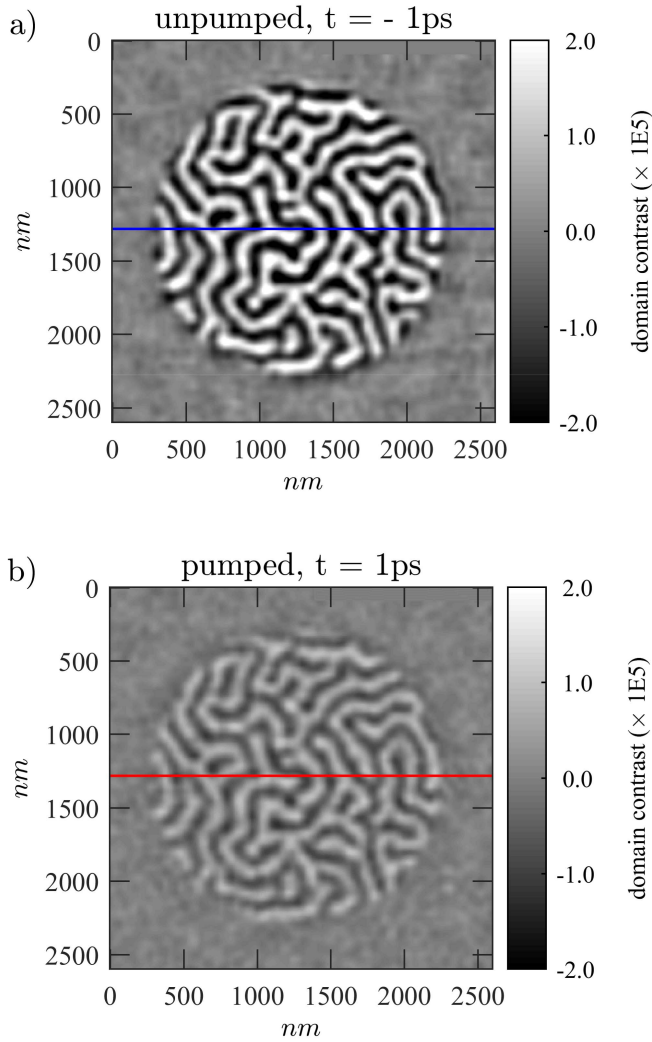 a)
unpumped, t = - 1ps
0
500
1000
1500
2000
2500
nm
0 500 1000 1500 2000 2500
nm
2.0
1.0
0.0
-1.0
-2.0
domain contrast (× 1E5)
b)
pumped, t = 1ps
0
500
1000
1500
2000
2500
nm
0 500 1000 1500 2000 2500
nm
2.0
1.0
0.0
-1.0
-2.0
domain contrast (× 1E5)